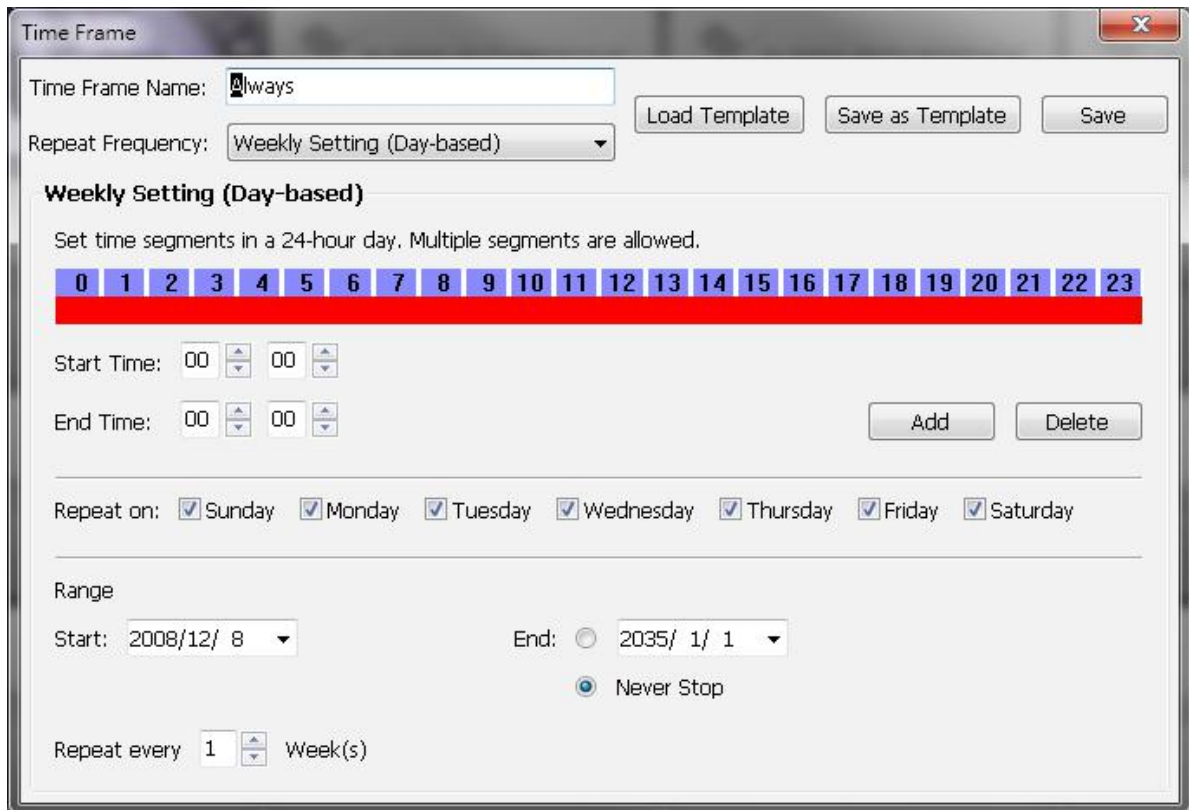 Time Frame
Time Frame Name: Always
Load Template Save as Template Save
Repeat Frequency: Weekly Setting (Day-based)
Weekly Setting (Day-based)
Set time segments in a 24-hour day. Multiple segments are allowed.
0 1 2 3 4 5 6 7 8 9 10 11 12 13 14 15 16 17 18 19 20 21 22 23
Start Time: 00 00
End Time: 00 00 Add Delete
Repeat on: Sunday Monday Tuesday Wednesday Thursday Friday Saturday
Range
Start: 2008/12/ 8 End: 2035/ 1/ 1
Never Stop
Repeat every 1 Week(s)